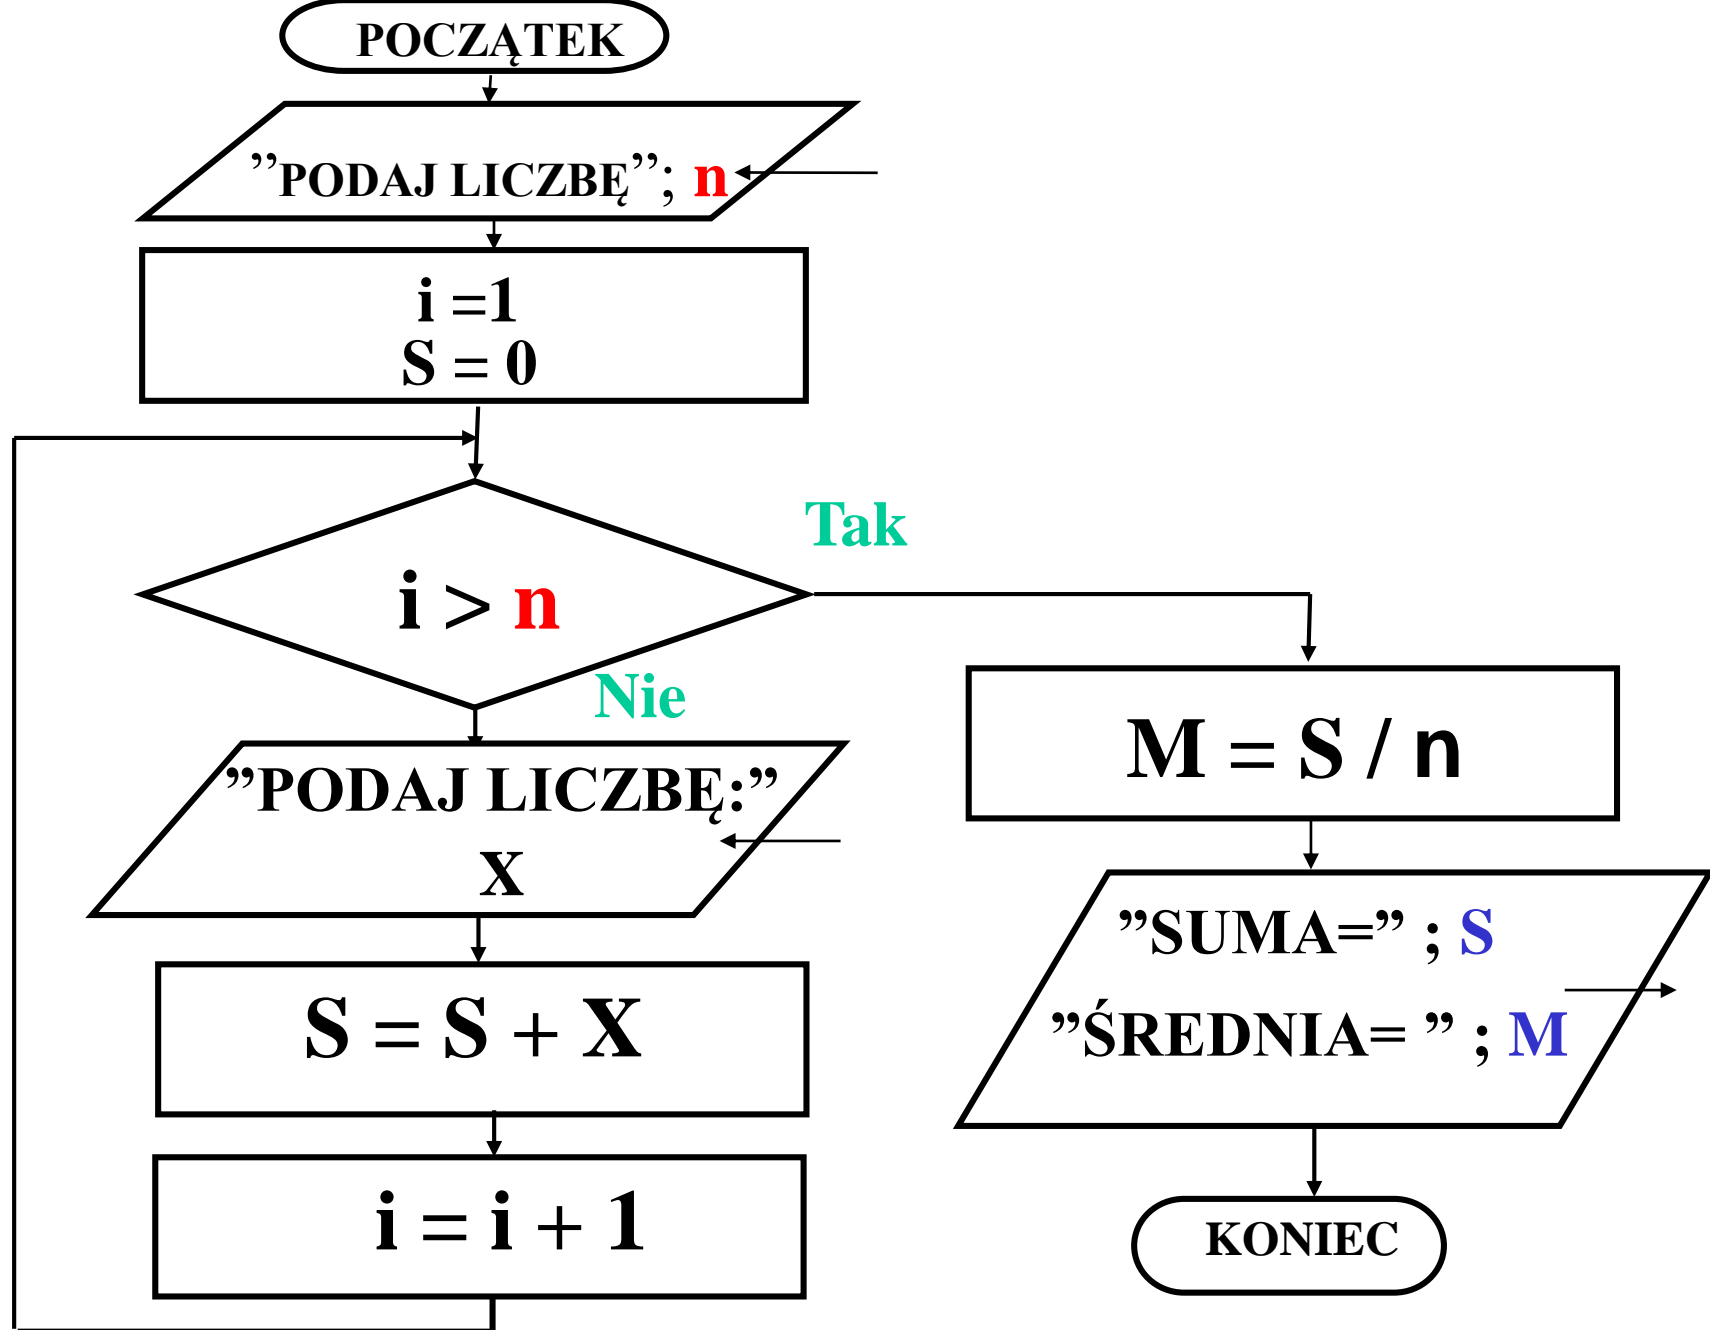 POCZĄTEK
”PODAJ LICZBĘ”; n
i =1
S = 0
i > n
Tak
Nie
”PODAJ LICZBĘ:”
X
S = S + X
i = i + 1
M = S / n
”SUMA=” ; S
”ŚREDNIA= ” ; M
KONIEC